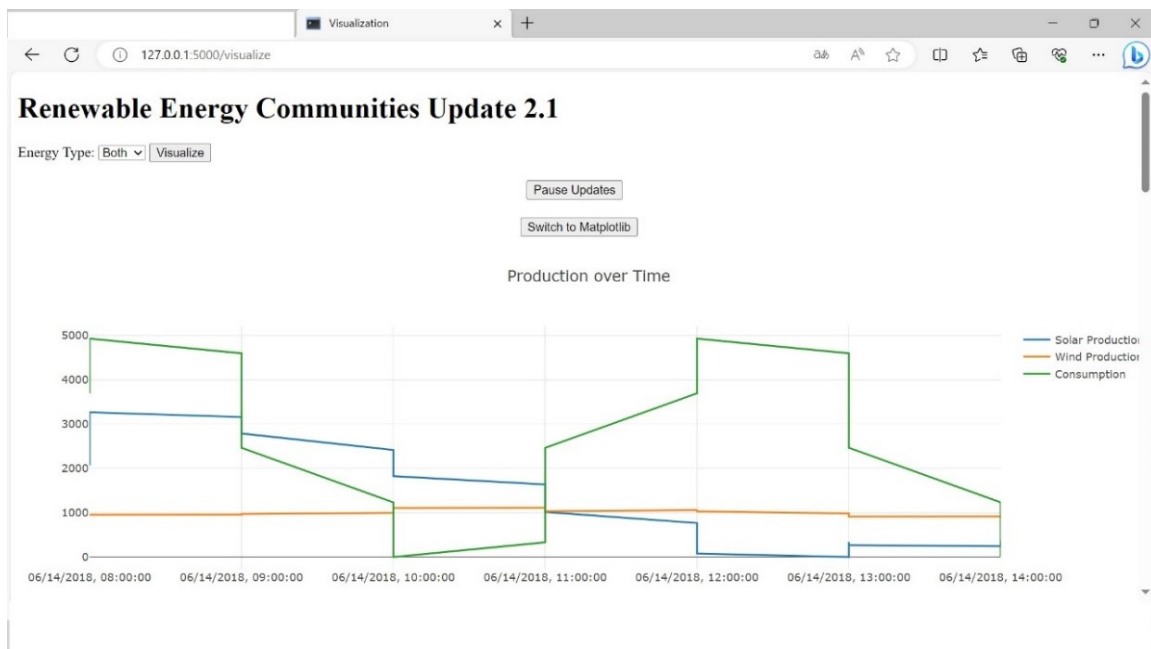 Visualization
127.0.0.1:5000/visualize
Renewable Energy Communities Update 2.1
Energy Type: Both Visualize
Pause Updates
Switch to Matplotlib
Production over Time
5000
4000
3000
2000
1000
0
Solar Production
Wind Production
Consumption
06/14/2018, 08:00:00 06/14/2018, 09:00:00 06/14/2018, 10:00:00 06/14/2018, 11:00:00 06/14/2018, 12:00:00 06/14/2018, 13:00:00 06/14/2018, 14:00:00